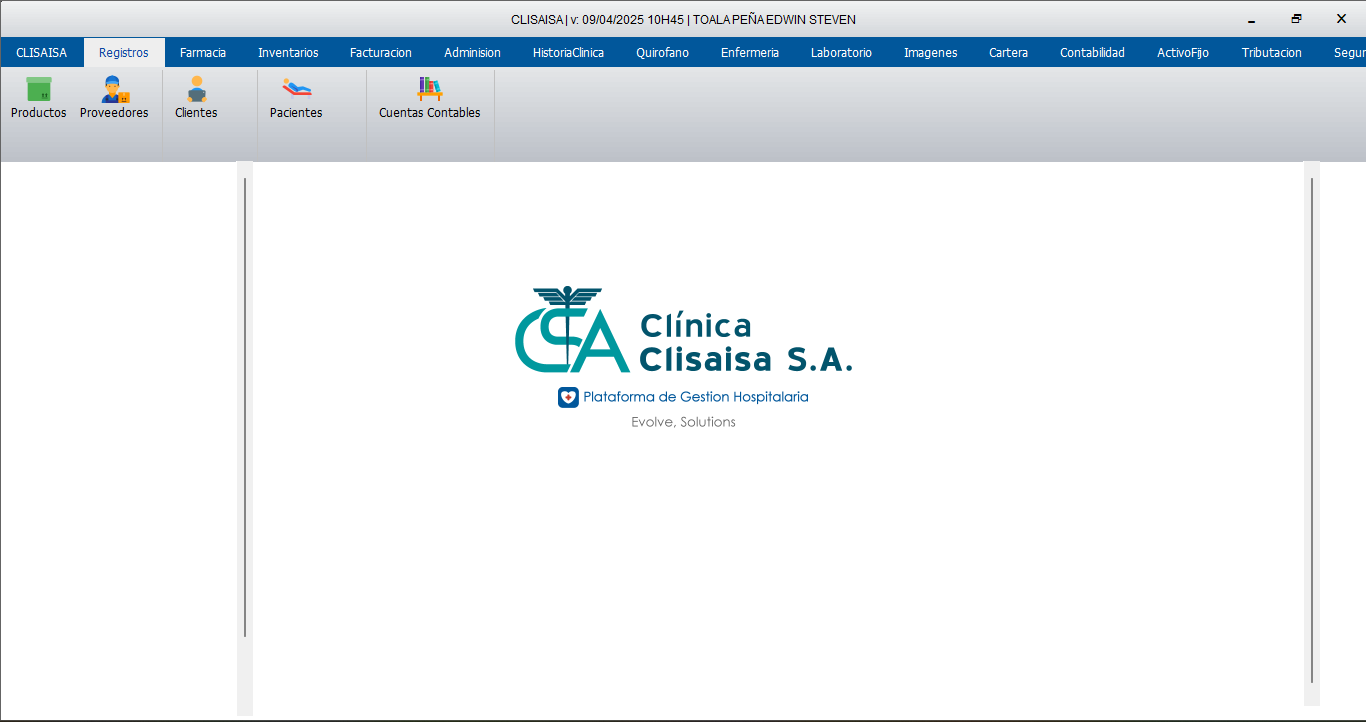 CLISAISA | v: 09/04/2025 10H45 | TOALA PEÑA EDWIN STEVEN
CLISAISA Registros Farmacia Inventarios Facturacion Adminision HistoriaClinica Quirofano Enfermeria Laboratorio Imagenes Cartera Contabilidad ActivoFijo Tributacion Segur
Productos Proveedores Clientes Pacientes Cuentas Contables
CSA
Clínica
Clisaisa S.A.
Plataforma de Gestion Hospitalaria
Evolve, Solutions